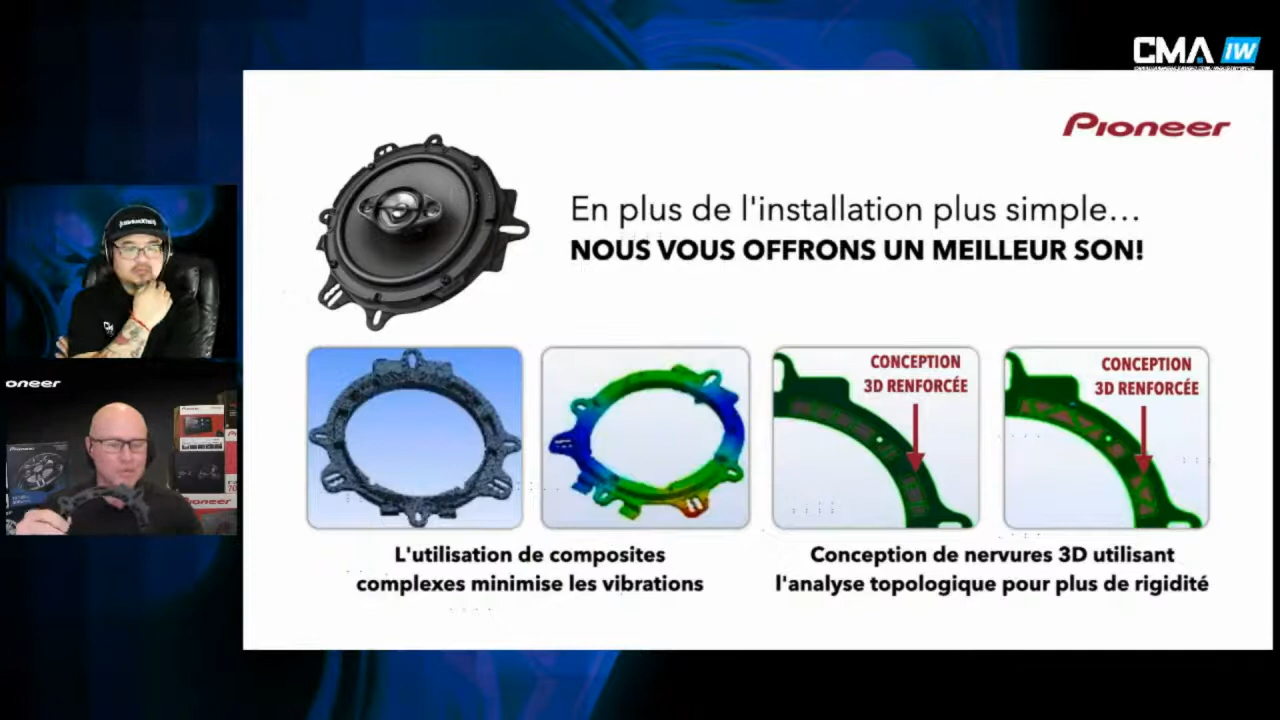 CMA IW
Pioneer
En plus de l'installation plus simple...
NOUS VOUS OFFRONS UN MEILLEUR SON!
CONCEPTION
3D RENFORCÉE
CONCEPTION
3D RENFORCÉE
L'utilisation de composites
complexes minimise les vibrations
Conception de nervures 3D utilisant
l'analyse topologique pour plus de rigidité
oneer
Pioneer